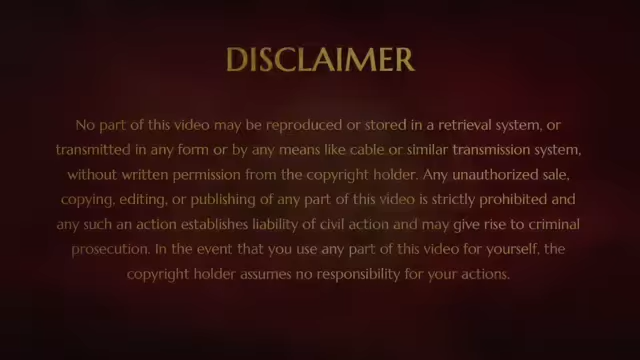 DISCLAIMER
No part of this video may be reproduced or stored in a retrieval system, or
transmitted in any form or by any means like cable or similar transmission system,
without written permission from the copyright holder. Any unauthorized sale,
copying, editing, or publishing of any part of this video is strictly prohibited and
any such an action establishes liability of civil action and may give rise to criminal
prosecution. In the event that you use any part of this video for yourself, the
copyright holder assumes no responsibility for your actions.